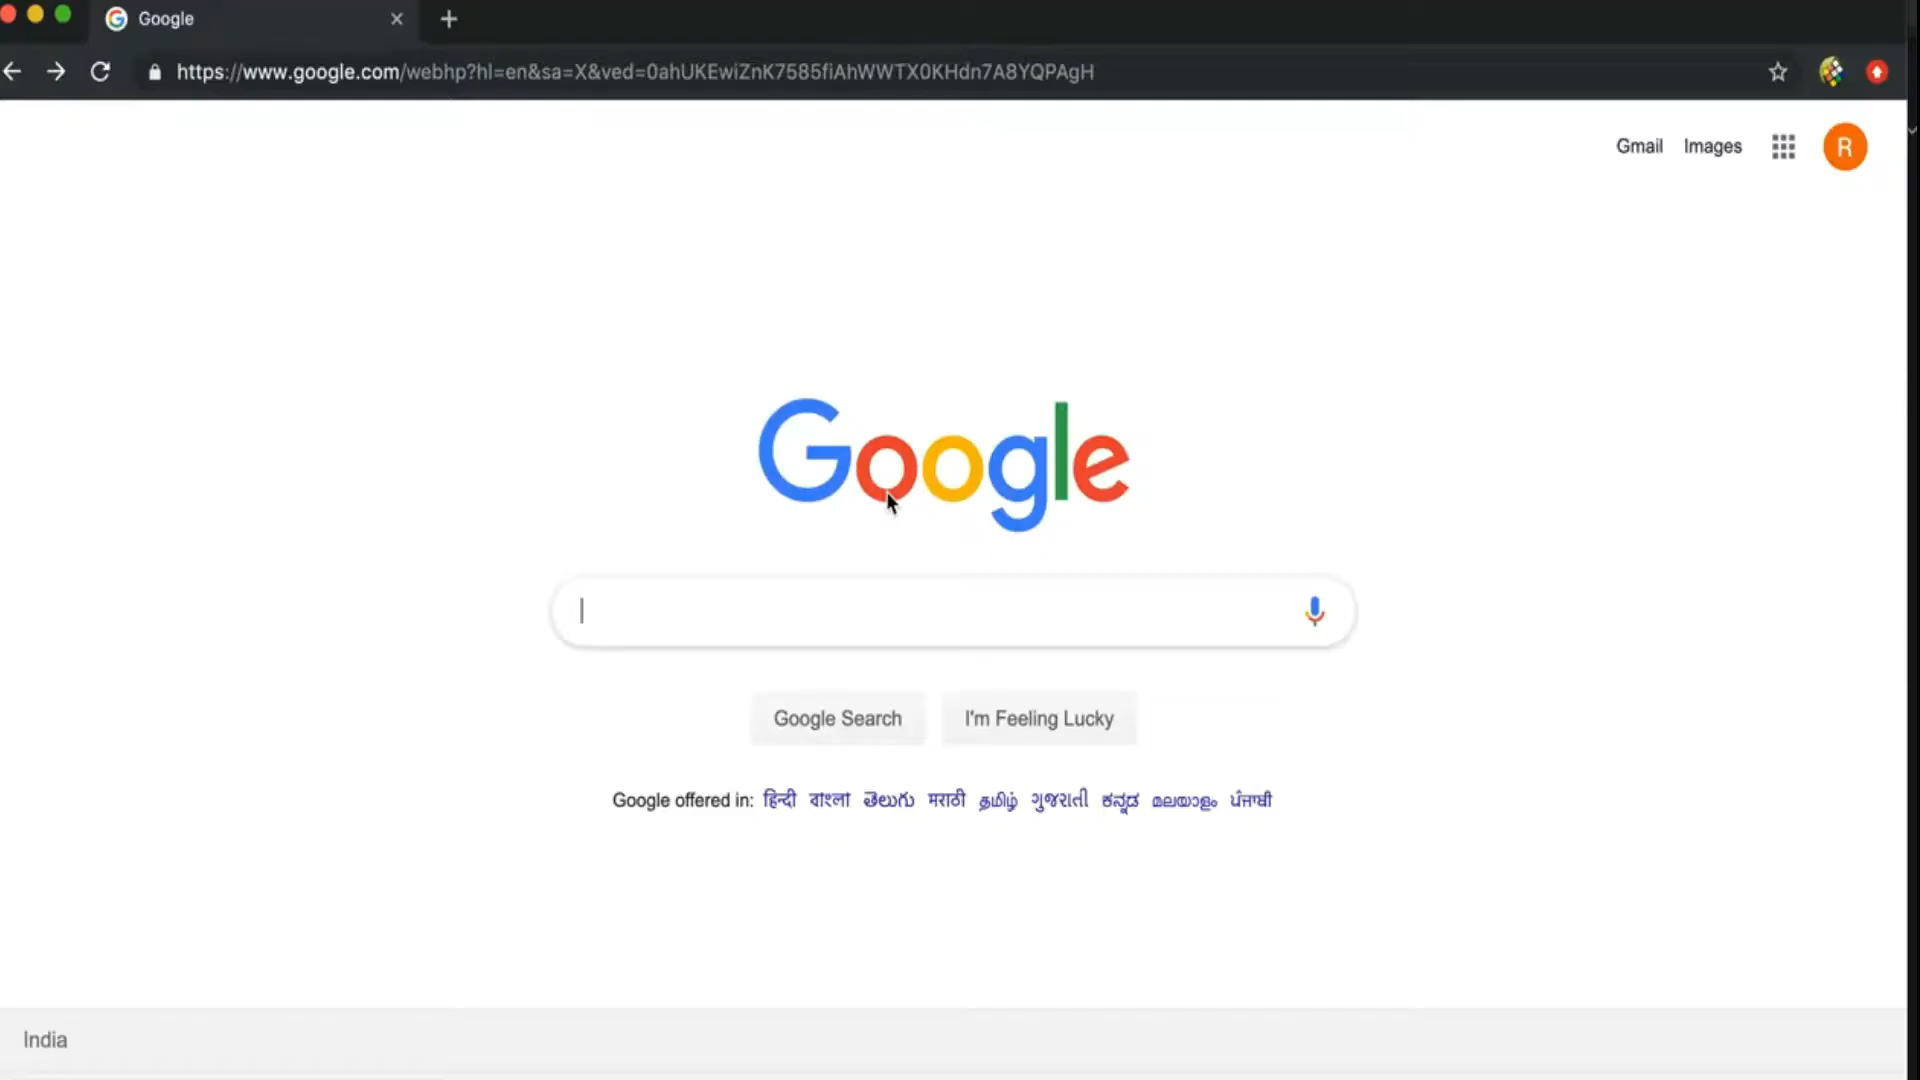 Google
https://www.google.com/webhp?hl=en&sa=X&ved=0ahUKEwiZnK7585fiAhWWTX0KHdn7A8YQPAgH
Gmail Images
R
Google
Google Search I'm Feeling Lucky
Google offered in: हिन्दी বাংলা తెలుగు मराठी தமிழ் ગુજરાતી ಕನ್ನಡ മലയാളം ਪੰਜਾਬੀ
India